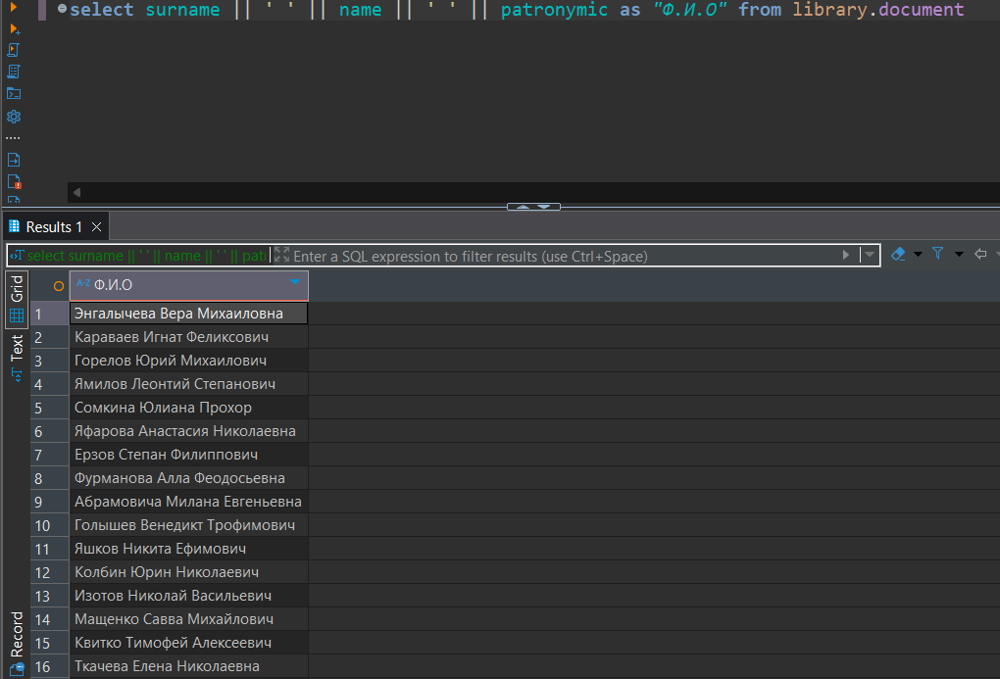 select surname || ' ' || name || ' ' || patronymic as "Ф.И.О" from library.document
Results 1
select surname || ' ' || name || ' ' || pati
Enter a SQL expression to filter results (use Ctrl+Space)
Grid
Text
Record
A-Z Ф.И.О
1 Энгалычева Вера Михаиловна
2 Караваев Игнат Феликсович
3 Горелов Юрий Михаилович
4 Ямилов Леонтий Степанович
5 Сомкина Юлиана Прохор
6 Яфарова Анастасия Николаевна
7 Ерзов Степан Филиппович
8 Фурманова Алла Феодосьевна
9 Абрамовича Милана Евгеньевна
10 Голышев Венедикт Трофимович
11 Яшков Никита Ефимович
12 Колбин Юрин Николаевич
13 Изотов Николай Васильевич
14 Мащенко Савва Михайлович
15 Квитко Тимофей Алексеевич
16 Ткачева Елена Николаевна